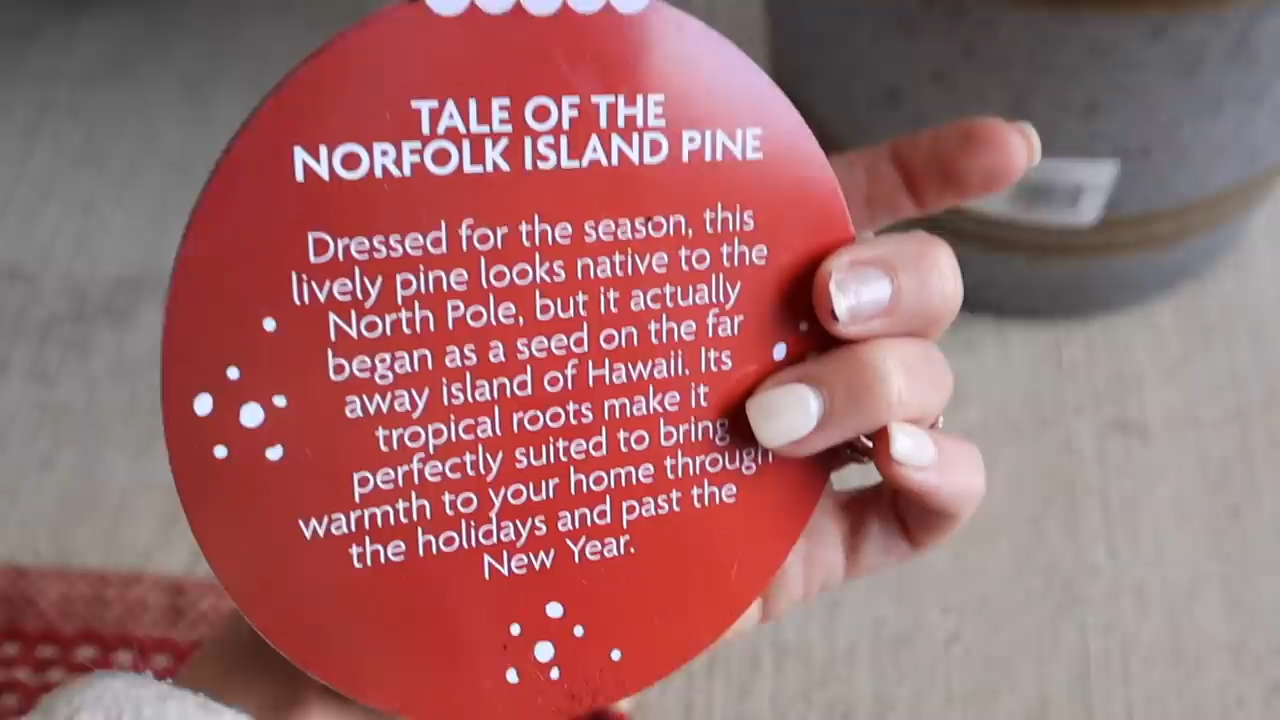 TALE OF THE
NORFOLK ISLAND PINE
Dressed for the season, this
lively pine looks native to the
North Pole, but it actually
began as a seed on the far
away island of Hawaii. Its
tropical roots make it
perfectly suited to bring
warmth to your home through
the holidays and past the
New Year.